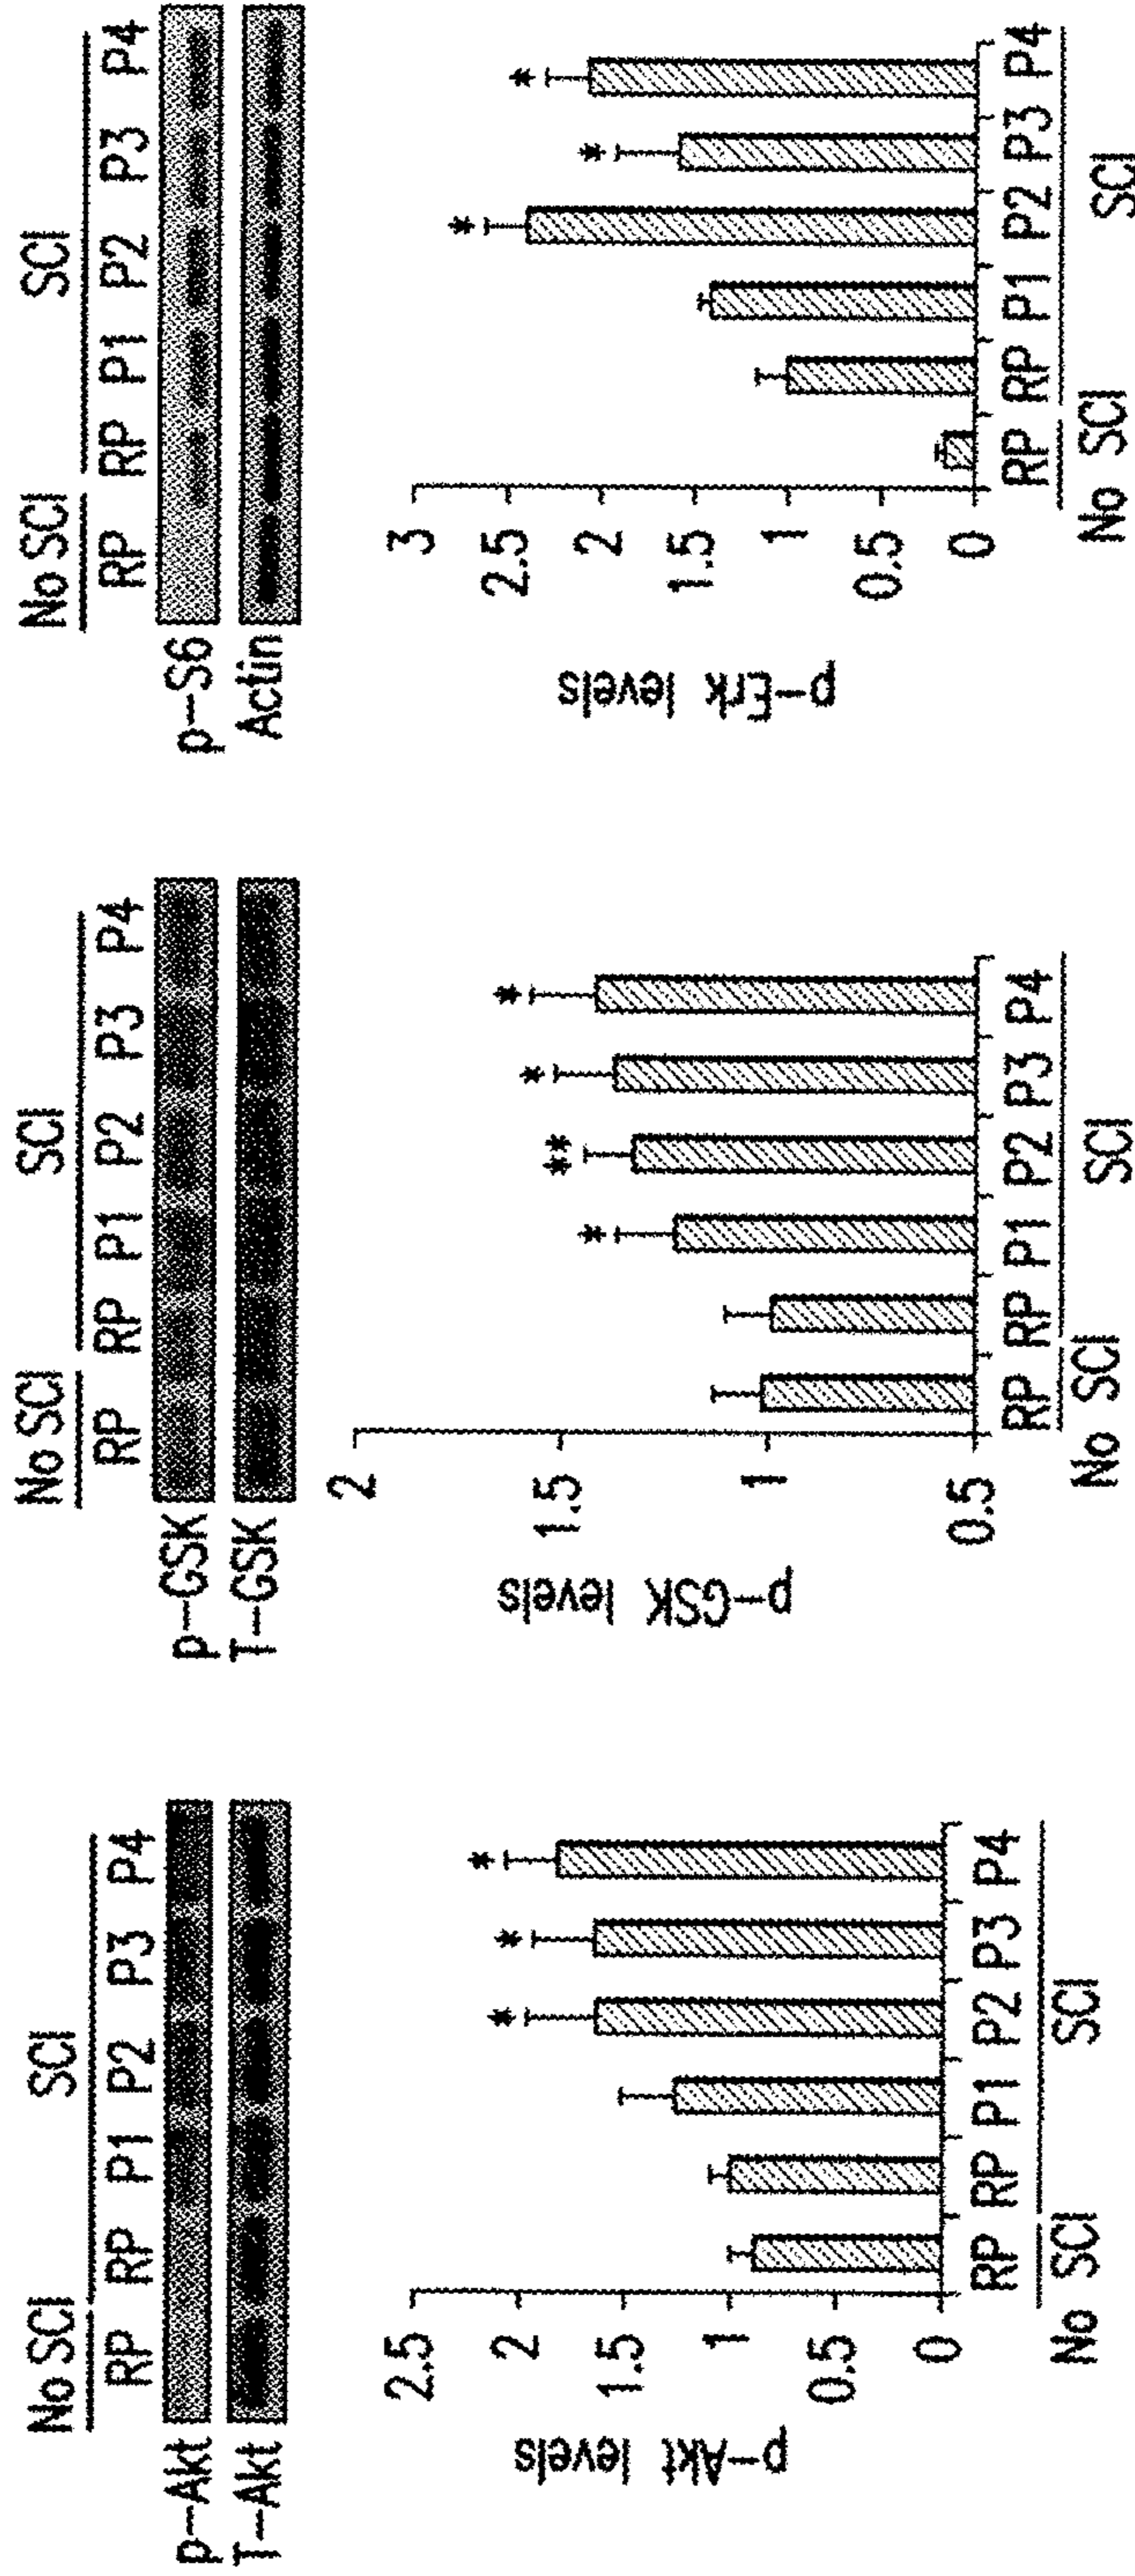 No SCI SCI
RP RP P1 P2 P3 P4
p-Akt
T-Akt
p-Akt levels
2.5
2
1.5
1
0.5
0
* * *
RP RP P1 P2 P3 P4
No SCI SCI
No SCI SCI
RP RP P1 P2 P3 P4
p-GSK
T-GSK
p-GSK levels
2
1.5
1
0.5
* ** * *
RP RP P1 P2 P3 P4
No SCI SCI
No SCI SCI
RP RP P1 P2 P3 P4
p-S6
Actin
p-Erk levels
3
2.5
2
1.5
1
0.5
0
* * *
RP RP P1 P2 P3 P4
No SCI SCI